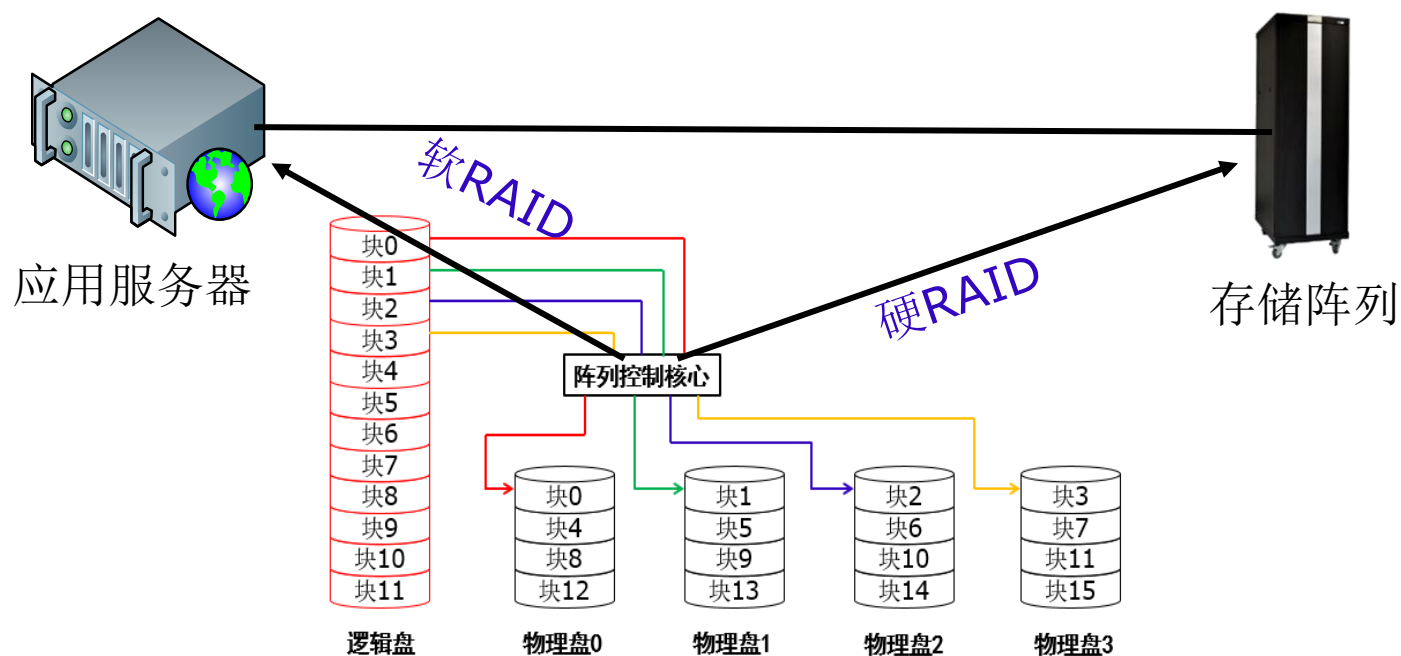 应用服务器
软RAID
硬RAID
存储阵列
块0
块1
块2
块3
块4
块5
块6
块7
块8
块9
块10
块11
逻辑盘
阵列控制核心
块0
块4
块8
块12
物理盘0
块1
块5
块9
块13
物理盘1
块2
块6
块10
块14
物理盘2
块3
块7
块11
块15
物理盘3